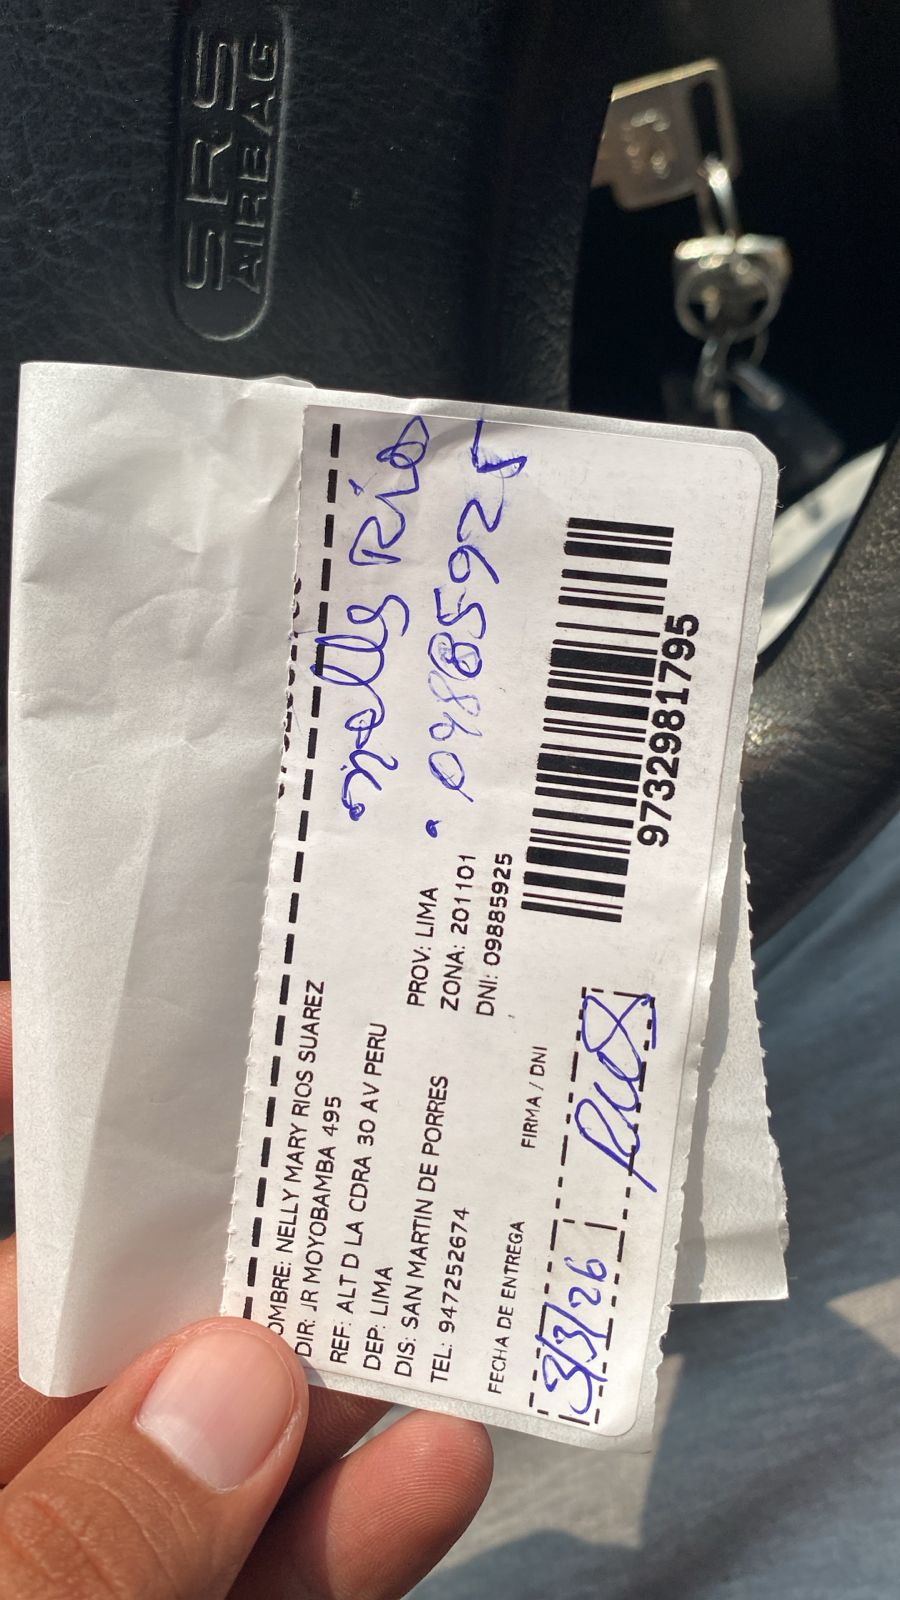 SRS
AIRBAG
OMBRE: NELLY MARY RIOS SUAREZ
DIR: JR MOYOBAMBA 495
REF: ALT D LA CDRA 30 AV PERU
DEP: LIMA
PROV: LIMA
DIS: SAN MARTIN DE PORRES
ZONA: 201101
TEL: 947252674
DNI: 09885925
Nelly Rios
09885925
FECHA DE ENTREGA
FIRMA / DNI
3/3/26
9732981795